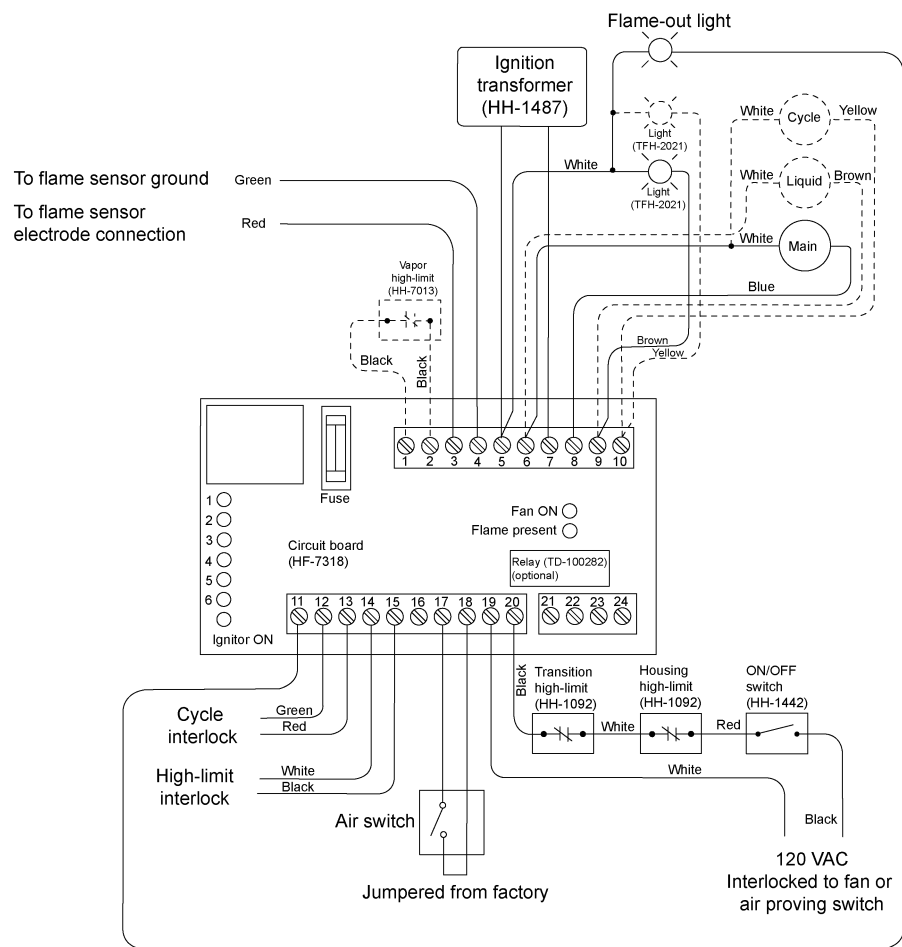 Flame-out light
Ignition
transformer
(HH-1487)
White
Cycle
Yellow
Light
(TFH-2021)
White
Light
(TFH-2021)
White
Liquid
Brown
White
Main
Blue
To flame sensor ground
Green
To flame sensor
electrode connection
Red
Vapor
high-limit
(HH-7013)
Black
Black
Brown
Yellow
1 2 3 4 5 6 7 8 9 10
Fuse
1
2
3
4
5
6
Ignitor ON
Fan ON
Flame present
Circuit board
(HF-7318)
Relay (TD-100282)
(optional)
11 12 13 14 15 16 17 18 19 20
21 22 23 24
Black
Transition
high-limit
(HH-1092)
Housing
high-limit
(HH-1092)
ON/OFF
switch
(HH-1442)
White
Red
Cycle
interlock
Green
Red
High-limit
interlock
White
Black
White
Air switch
Black
Jumpered from factory
120 VAC
Interlocked to fan or
air proving switch